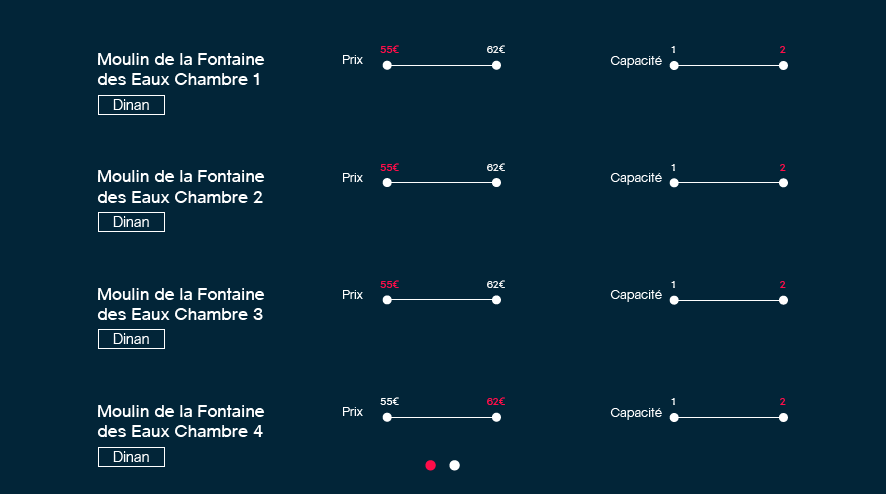 Moulin de la Fontaine
des Eaux Chambre 1
Dinan
Prix
55€
62€
Capacité
1
2
Moulin de la Fontaine
des Eaux Chambre 2
Dinan
Prix
55€
62€
Capacité
1
2
Moulin de la Fontaine
des Eaux Chambre 3
Dinan
Prix
55€
62€
Capacité
1
2
Moulin de la Fontaine
des Eaux Chambre 4
Dinan
Prix
55€
62€
Capacité
1
2